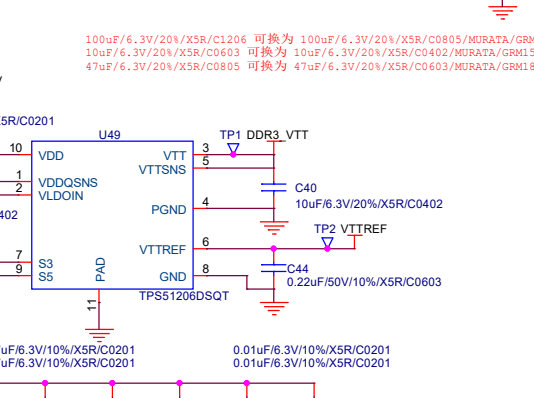 100uF/6.3V/20%/X5R/C1206 可换为 100uF/6.3V/20%/X5R/C0805/MURATA/GRM
10uF/6.3V/20%/X5R/C0603 可换为 10uF/6.3V/20%/X5R/C0402/MURATA/GRM15
47uF/6.3V/20%/X5R/C0805 可换为 47uF/6.3V/20%/X5R/C0603/MURATA/GRM18
5R/C0201
U49
TP1 DDR3_VTT
10 VDD
VTT 3
VTTSNS 5
1 VDDQSNS
2 VLDOIN
C40
10uF/6.3V/20%/X5R/C0402
PGND 4
402
TP2 VTTREF
VTTREF 6
7 S3
9 S5
PAD
GND 8
C44
0.22uF/50V/10%/X5R/C0603
11
TPS51206DSQT
uF/6.3V/10%/X5R/C0201 0.01uF/6.3V/10%/X5R/C0201
uF/6.3V/10%/X5R/C0201 0.01uF/6.3V/10%/X5R/C0201